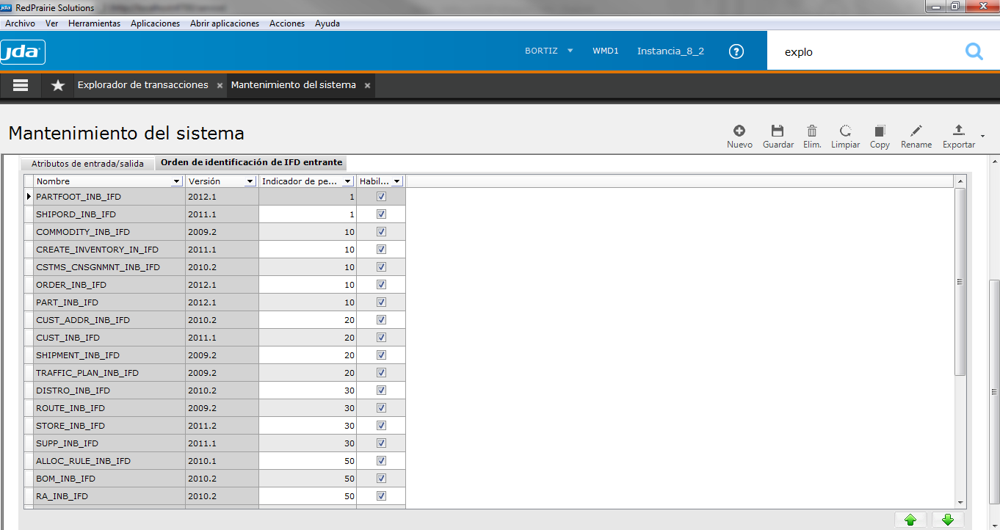 jda RedPrairie Solutions
Archivo Ver Herramientas Aplicaciones Abrir aplicaciones Acciones Ayuda
jda BORTIZ WMD1 Instancia_8_2 ? explo
Explorador de transacciones × Mantenimiento del sistema ×
Mantenimiento del sistema
Nuevo Guardar Elim. Limpiar Copy Rename Exportar
Atributos de entrada/salida Orden de identificación de IFD entrante
Nombre Versión Indicador de pe... Habil...
PARTFOOT_INB_IFD 2012.1 1
SHIPORD_INB_IFD 2011.1 1
COMMODITY_INB_IFD 2009.2 10
CREATE_INVENTORY_IN_IFD 2011.1 10
CSTMS_CNSGNMNT_INB_IFD 2010.2 10
ORDER_INB_IFD 2012.1 10
PART_INB_IFD 2012.1 10
CUST_ADDR_INB_IFD 2010.2 20
CUST_INB_IFD 2011.1 20
SHIPMENT_INB_IFD 2009.2 20
TRAFFIC_PLAN_INB_IFD 2009.2 20
DISTRO_INB_IFD 2010.2 30
ROUTE_INB_IFD 2009.2 30
STORE_INB_IFD 2011.2 30
SUPP_INB_IFD 2011.1 30
ALLOC_RULE_INB_IFD 2010.1 50
BOM_INB_IFD 2010.2 50
RA_INB_IFD 2010.2 50